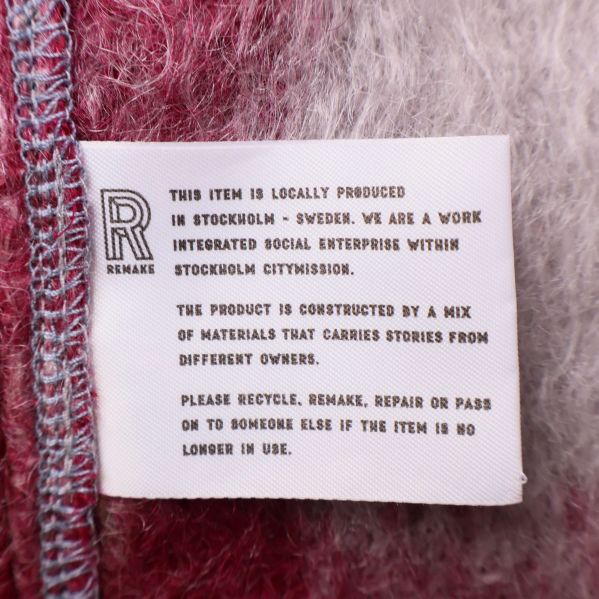 R
REMAKE
THIS ITEM IS LOCALLY PRODUCED
IN STOCKHOLM - SWEDEN. WE ARE A WORK
INTEGRATED SOCIAL ENTERPRISE WITHIN
STOCKHOLM CITYMISSION.
THE PRODUCT IS CONSTRUCTED BY A MIX
OF MATERIALS THAT CARRIES STORIES FROM
DIFFERENT OWNERS.
PLEASE RECYCLE, REMAKE, REPAIR OR PASS
ON TO SOMEONE ELSE IF THE ITEM IS NO
LONGER IN USE.